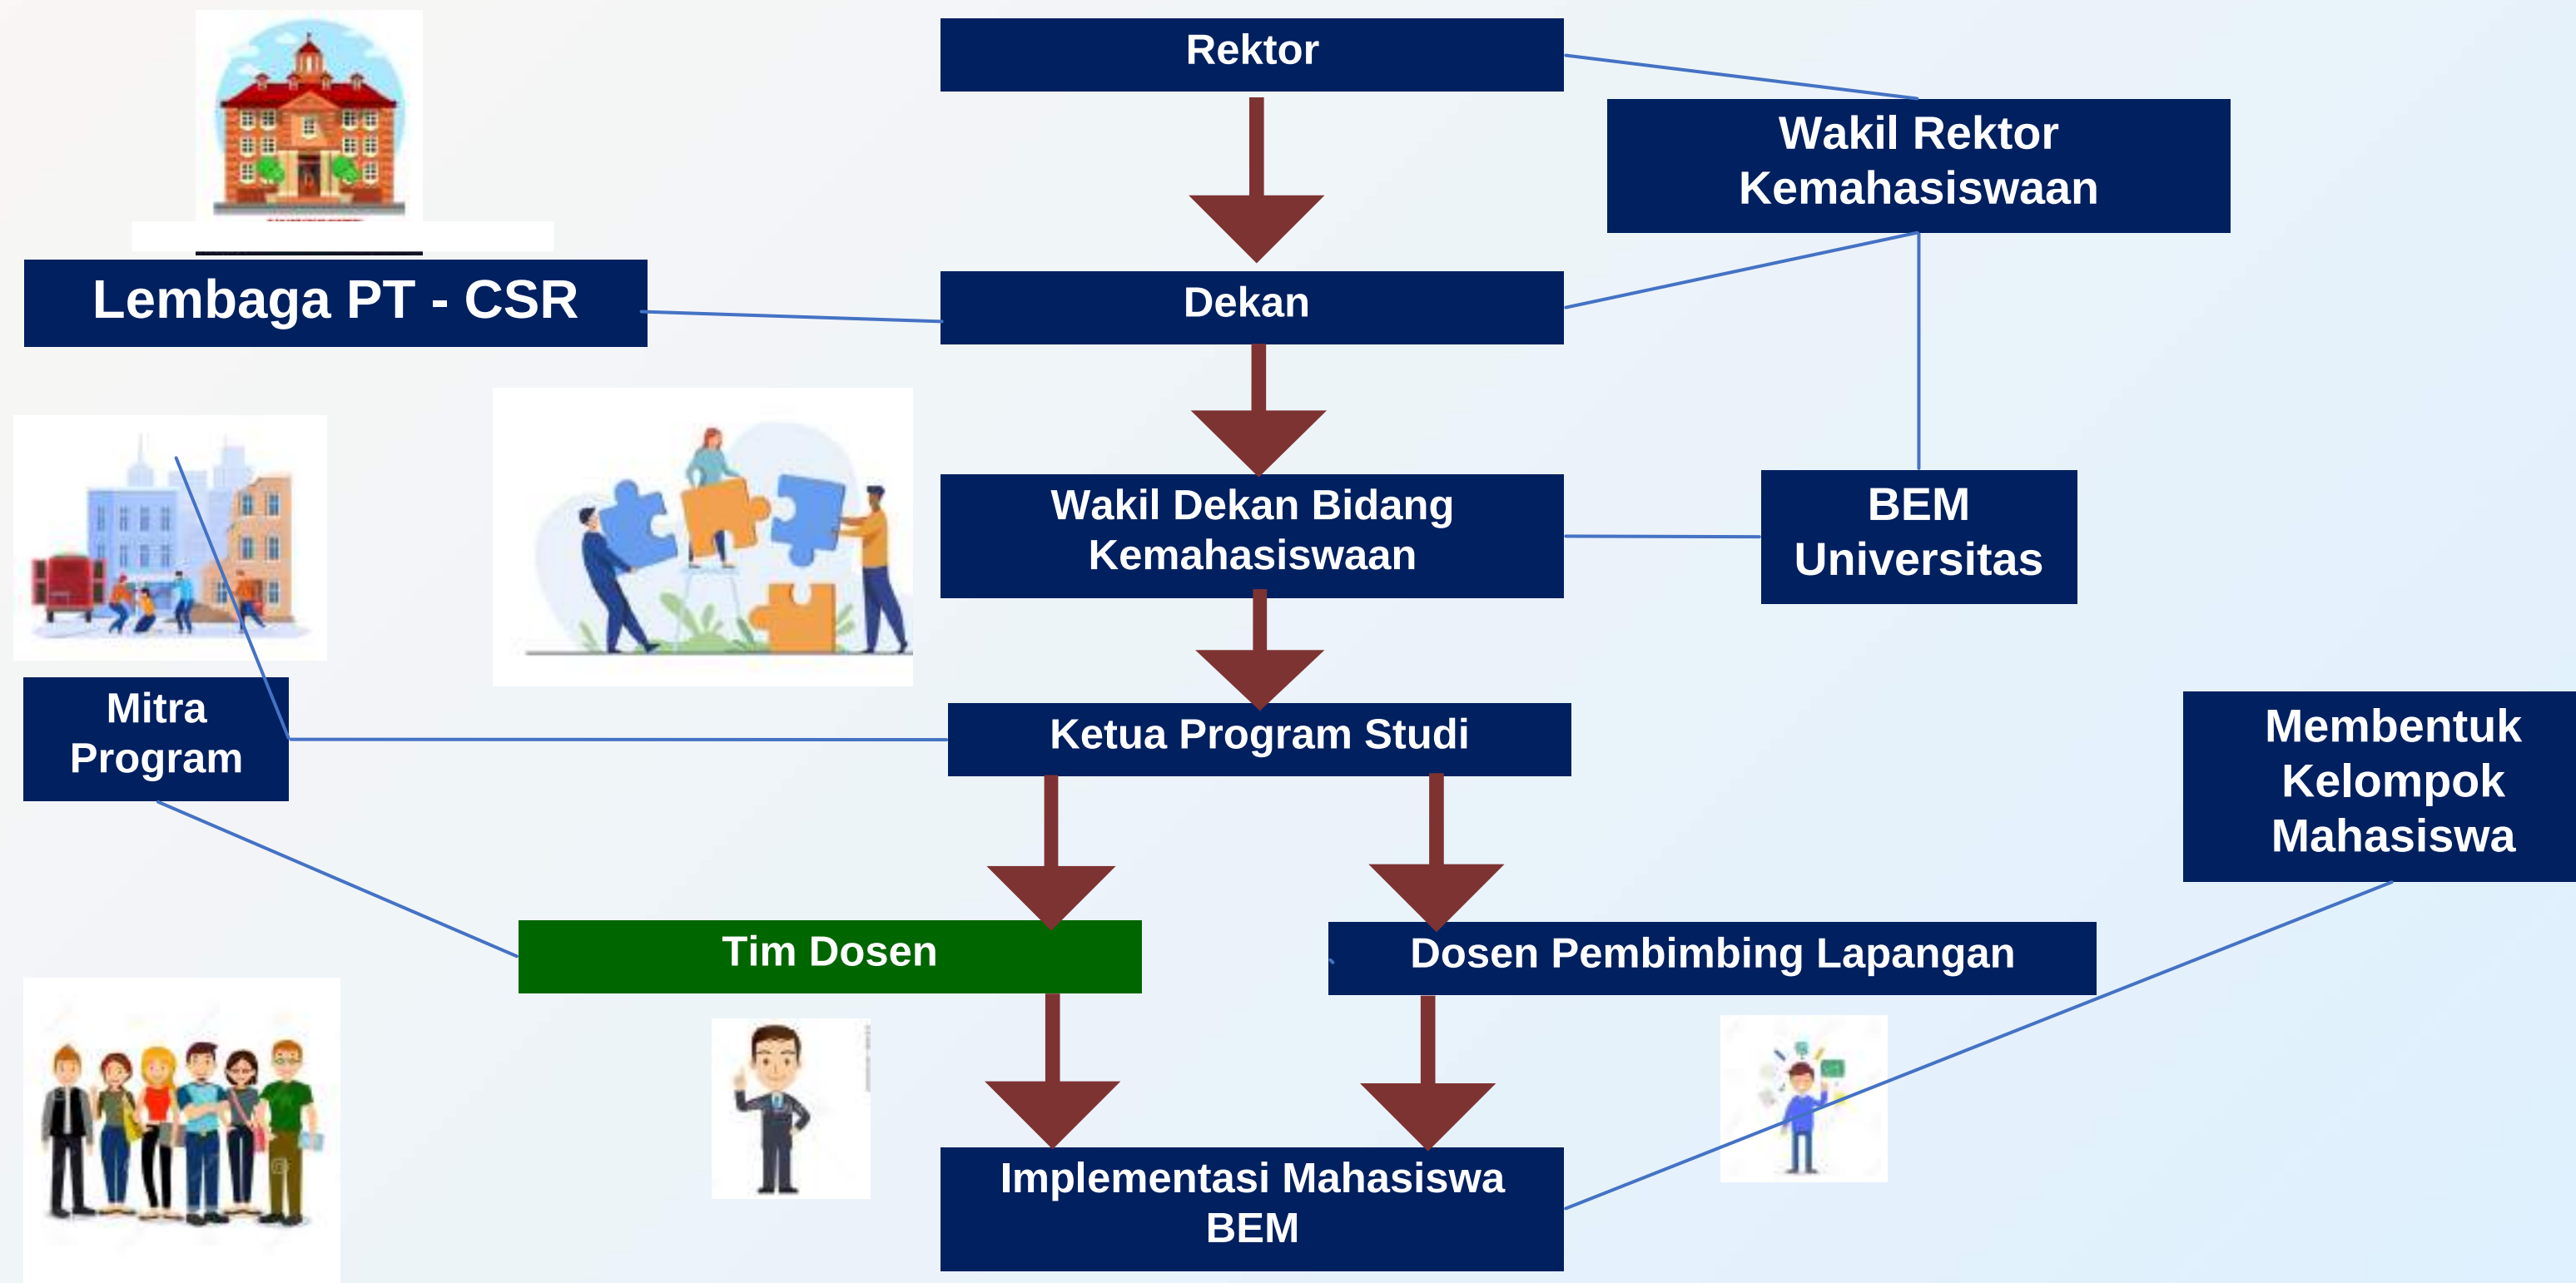 Rektor
Wakil Rektor
Kemahasiswaan
Lembaga PT - CSR
Dekan
Wakil Dekan Bidang
Kemahasiswaan
BEM
Universitas
Mitra
Program
Ketua Program Studi
Membentuk
Kelompok
Mahasiswa
Tim Dosen
Dosen Pembimbing Lapangan
Implementasi Mahasiswa
BEM